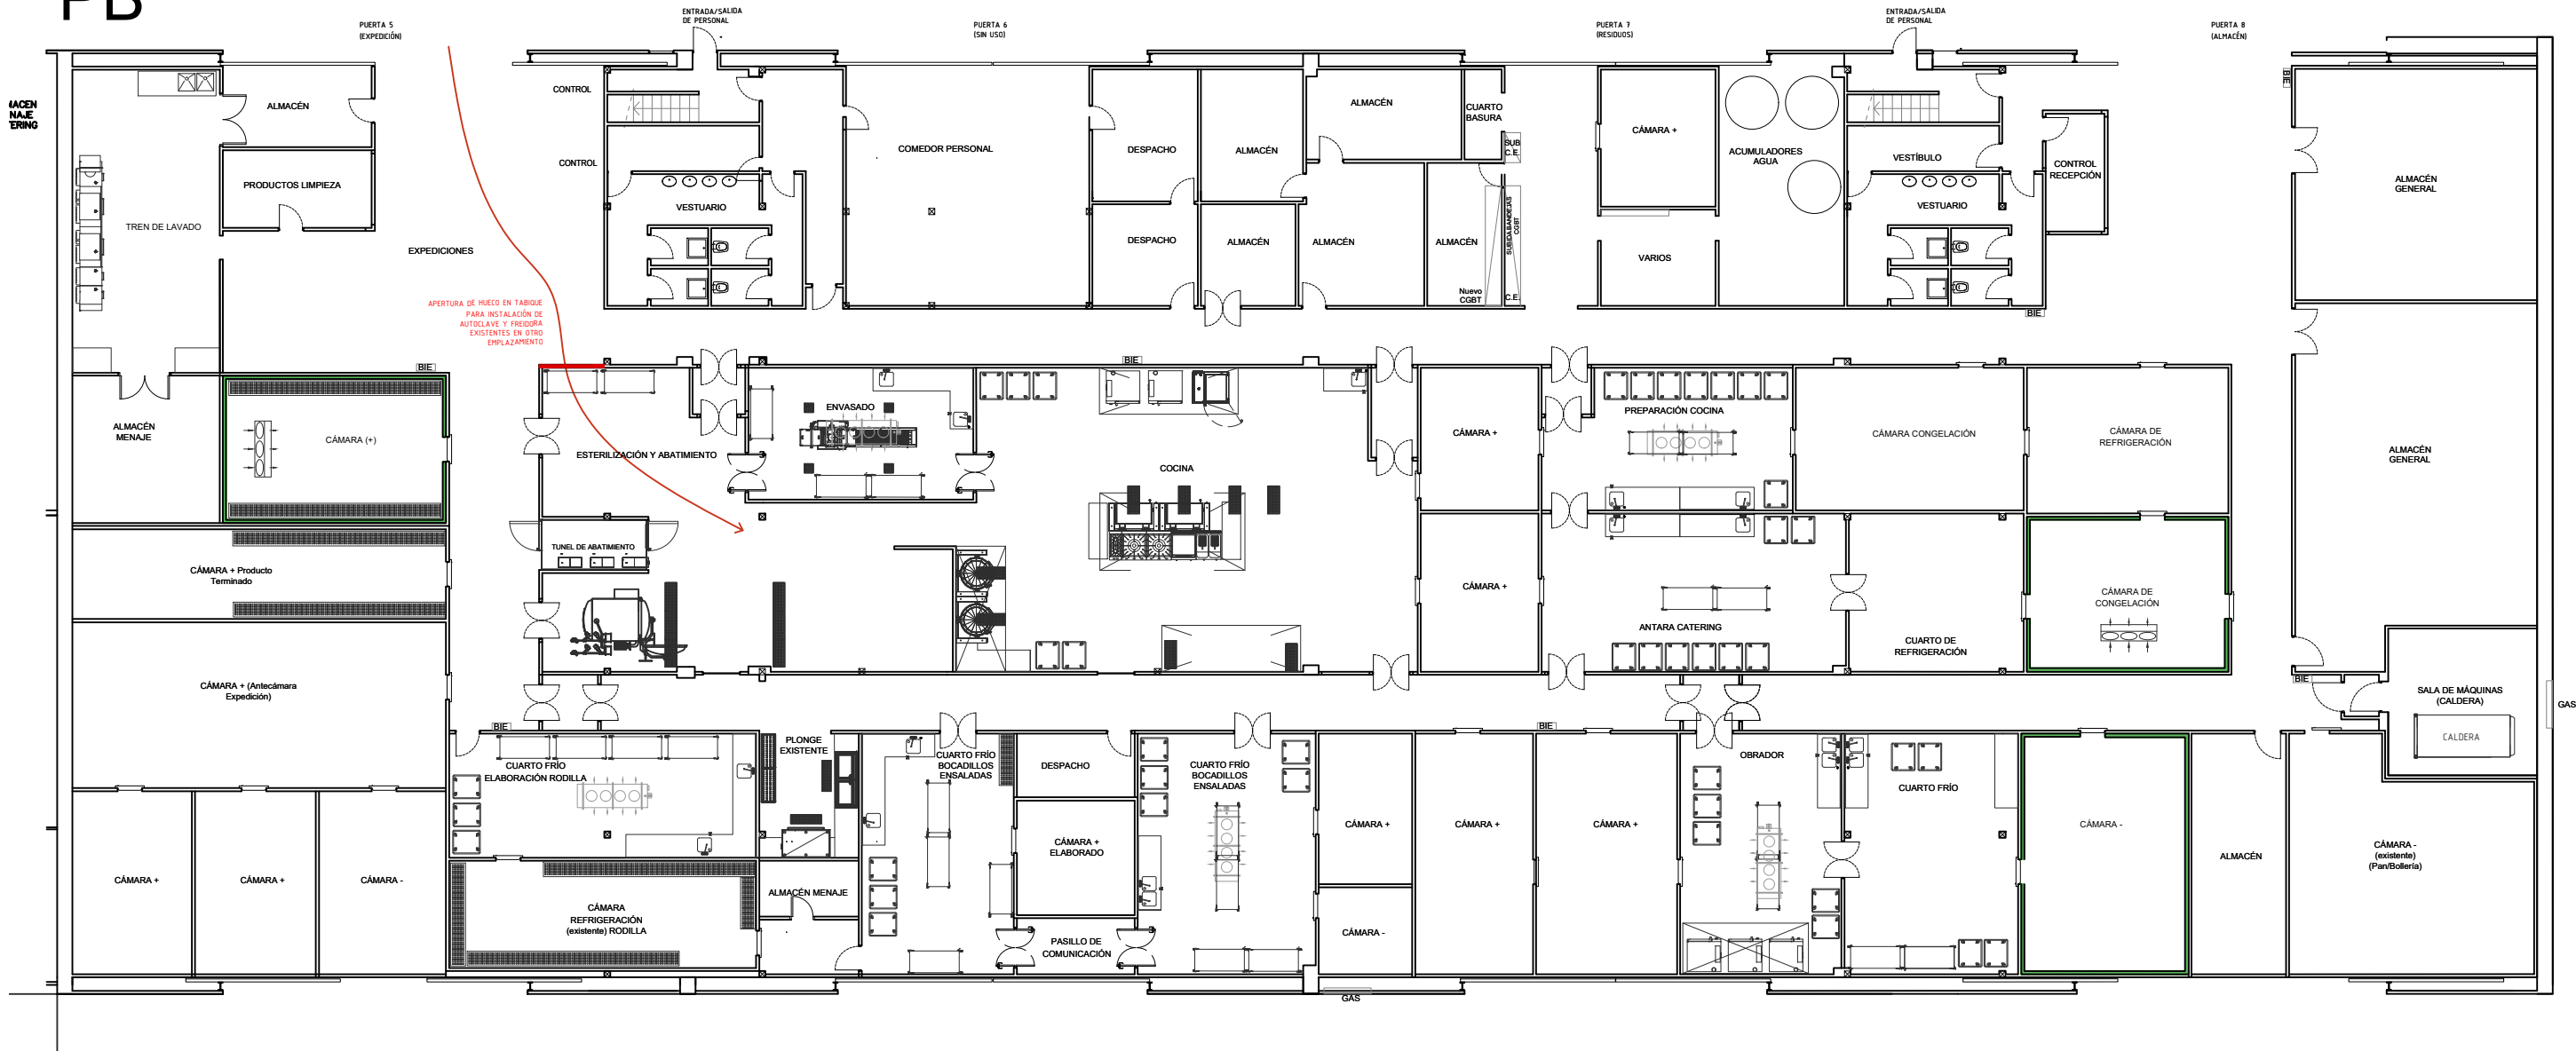 PB
PUERTA 5
(EXPEDICIÓN)
ENTRADA/SALIDA
DE PERSONAL
PUERTA 6
(SIN USO)
PUERTA 7
(RESIDUOS)
ENTRADA/SALIDA
DE PERSONAL
PUERTA 8
(ALMACÉN)
ACEN
NAJE
ERING
TREN DE LAVADO
ALMACÉN
PRODUCTOS LIMPIEZA
EXPEDICIONES
CONTROL
CONTROL
VESTUARIO
COMEDOR PERSONAL
DESPACHO
DESPACHO
ALMACÉN
ALMACÉN
ALMACÉN
ALMACÉN
ALMACÉN
CUARTO
BASURA
SUB
C.E.
SUBIDA BANDEJAS
CGBT
Nuevo
CGBT
C.E.
CÁMARA +
VARIOS
ACUMULADORES
AGUA
VESTÍBULO
VESTUARIO
CONTROL
RECEPCIÓN
BIE
BIE
ALMACÉN
GENERAL
APERTURA DE HUECO EN TABIQUE
PARA INSTALACIÓN DE
AUTOCLAVE Y FREIDORA
EXISTENTES EN OTRO
EMPLAZAMIENTO
BIE
BIE
ALMACÉN
MENAJE
CÁMARA (+)
ESTERILIZACIÓN Y ABATIMIENTO
ENVASADO
COCINA
CÁMARA +
PREPARACIÓN COCINA
CÁMARA CONGELACIÓN
CÁMARA DE
REFRIGERACIÓN
ALMACÉN
GENERAL
TUNEL DE ABATIMIENTO
CÁMARA + Producto
Terminado
CÁMARA +
ANTARA CATERING
CUARTO DE
REFRIGERACIÓN
CÁMARA DE
CONGELACIÓN
CÁMARA + (Antecámara
Expedición)
BIE
BIE
BIE
SALA DE MÁQUINAS
(CALDERA)
CALDERA
GAS
CUARTO FRÍO
ELABORACIÓN RODILLA
PLONGE
EXISTENTE
CUARTO FRÍO
BOCADILLOS
ENSALADAS
DESPACHO
CUARTO FRÍO
BOCADILLOS
ENSALADAS
OBRADOR
CUARTO FRÍO
CÁMARA +
ELABORADO
CÁMARA +
CÁMARA +
CÁMARA +
CÁMARA -
CÁMARA +
CÁMARA +
CÁMARA -
ALMACÉN MENAJE
ALMACÉN
CÁMARA -
(existente)
(Pan/Bollería)
CÁMARA
REFRIGERACIÓN
(existente) RODILLA
PASILLO DE
COMUNICACIÓN
CÁMARA -
GAS